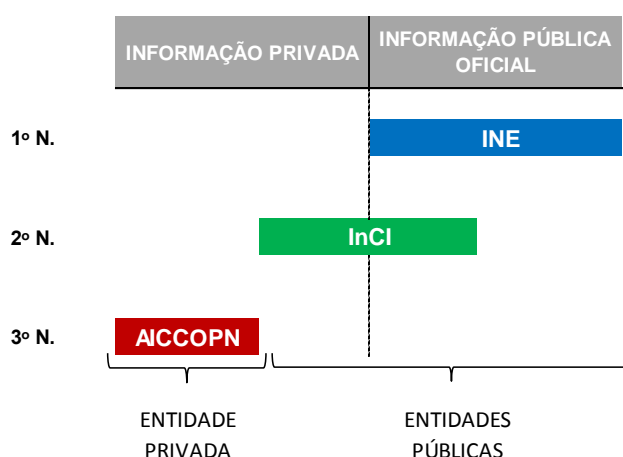 INFORMAÇÃO PRIVADA
INFORMAÇÃO PÚBLICA
OFICIAL
1º N.
INE
2º N.
InCI
3º N.
AICCOPN
ENTIDADE
PRIVADA
ENTIDADES
PÚBLICAS